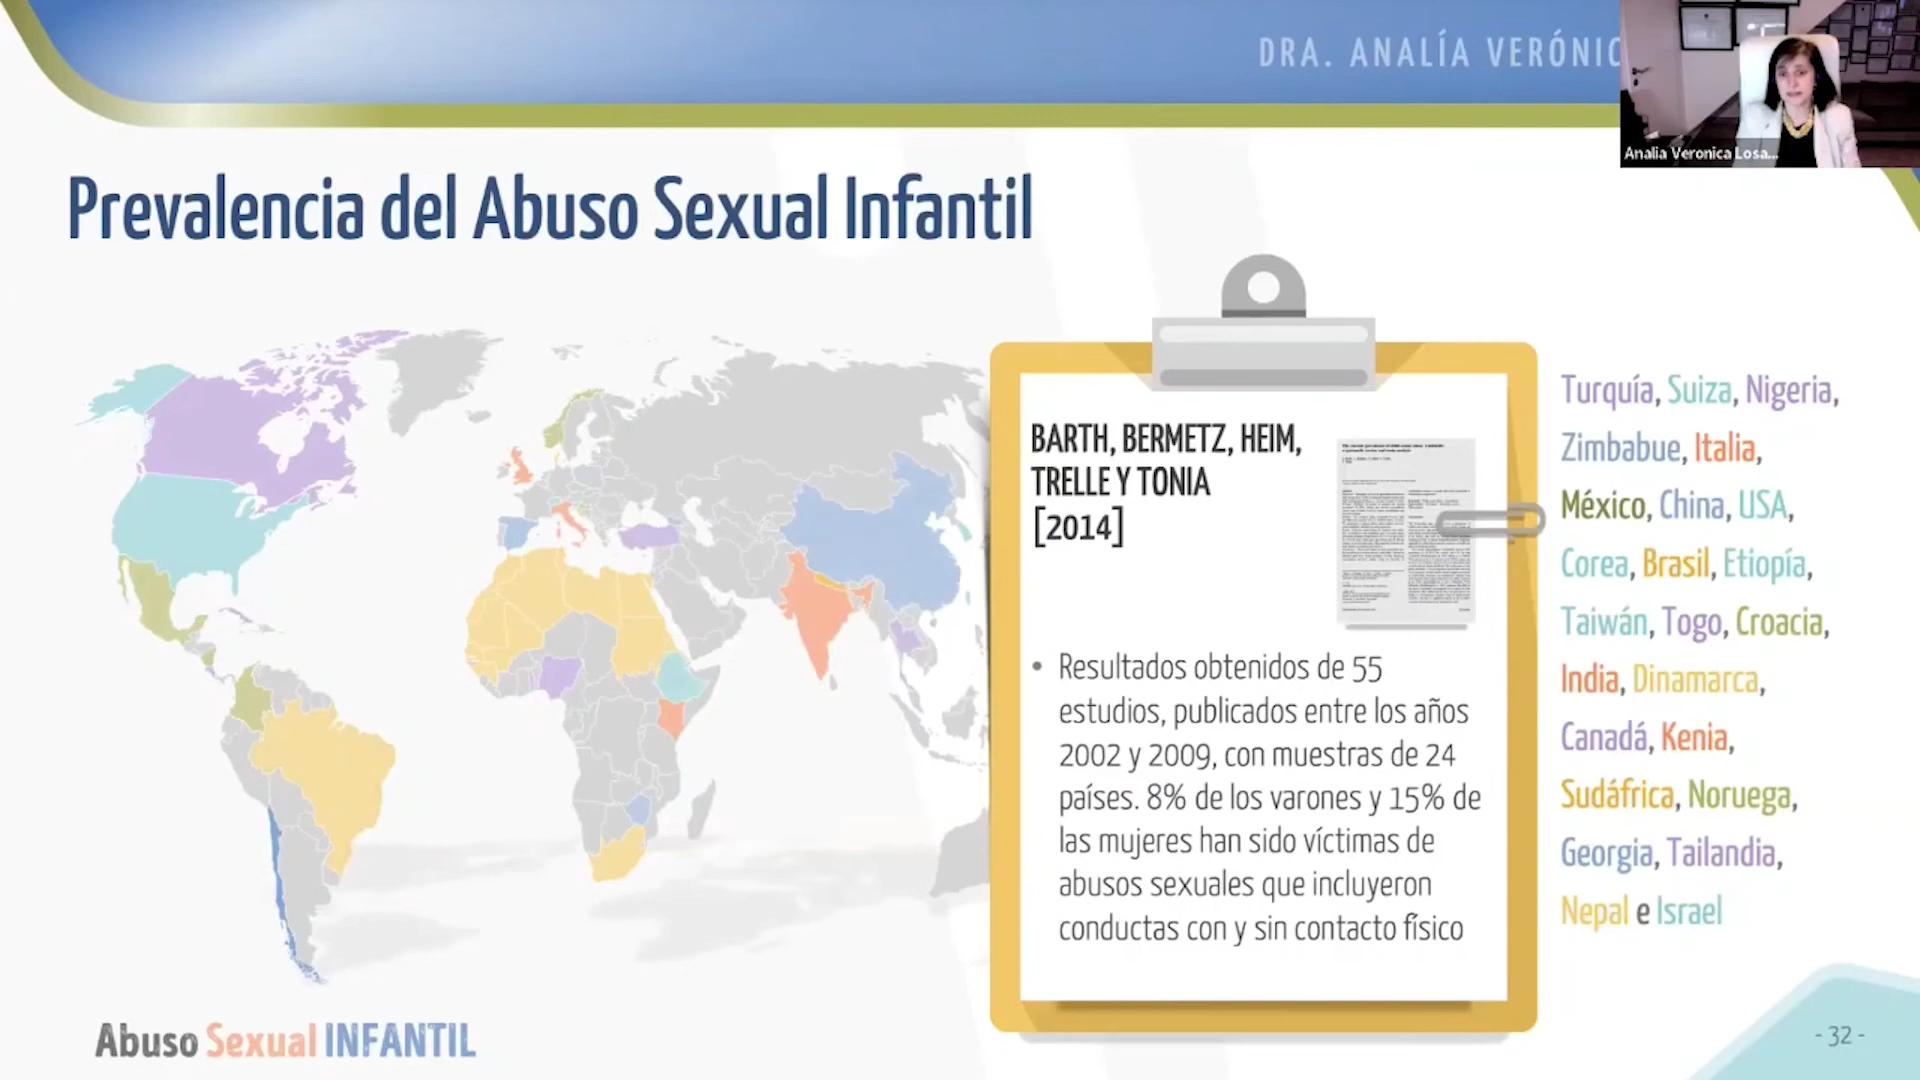 DRA. ANALÍA VERÓNIC
Analia Veronica Losa...
Prevalencia del Abuso Sexual Infantil
BARTH, BERMETZ, HEIM,
TRELLE Y TONIA
[2014]
• Resultados obtenidos de 55
estudios, publicados entre los años
2002 y 2009, con muestras de 24
países. 8% de los varones y 15% de
las mujeres han sido víctimas de
abusos sexuales que incluyeron
conductas con y sin contacto físico
Turquía, Suiza, Nigeria,
Zimbabue, Italia,
México, China, USA,
Corea, Brasil, Etiopía,
Taiwán, Togo, Croacia,
India, Dinamarca,
Canadá, Kenia,
Sudáfrica, Noruega,
Georgia, Tailandia,
Nepal e Israel
Abuso Sexual INFANTIL
- 32 -